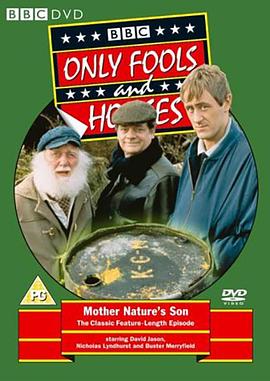 BBC DVD
BBC
ONLY FOOLS
and
HORSES
PG
Mother Nature's Son
The Classic Feature-Length Episode
starring David Jason,
Nicholas Lyndhurst and Buster Merryfield
DVD
VIDEO